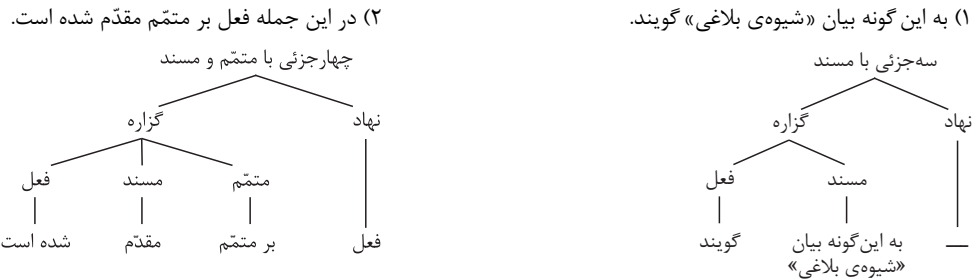 ۱) به این گونه بیان «شیوه‌ی بلاغی» گویند.
سه‌جزئی با مسند
نهاد گزاره
مسند فعل
— به این‌گونه بیان گویند
«شیوه‌ی بلاغی»
۲) در این جمله فعل بر متمّم مقدّم شده است.
چهارجزئی با متمّم و مسند
نهاد گزاره
متمّم مسند فعل
فعل بر متمّم مقدّم شده است